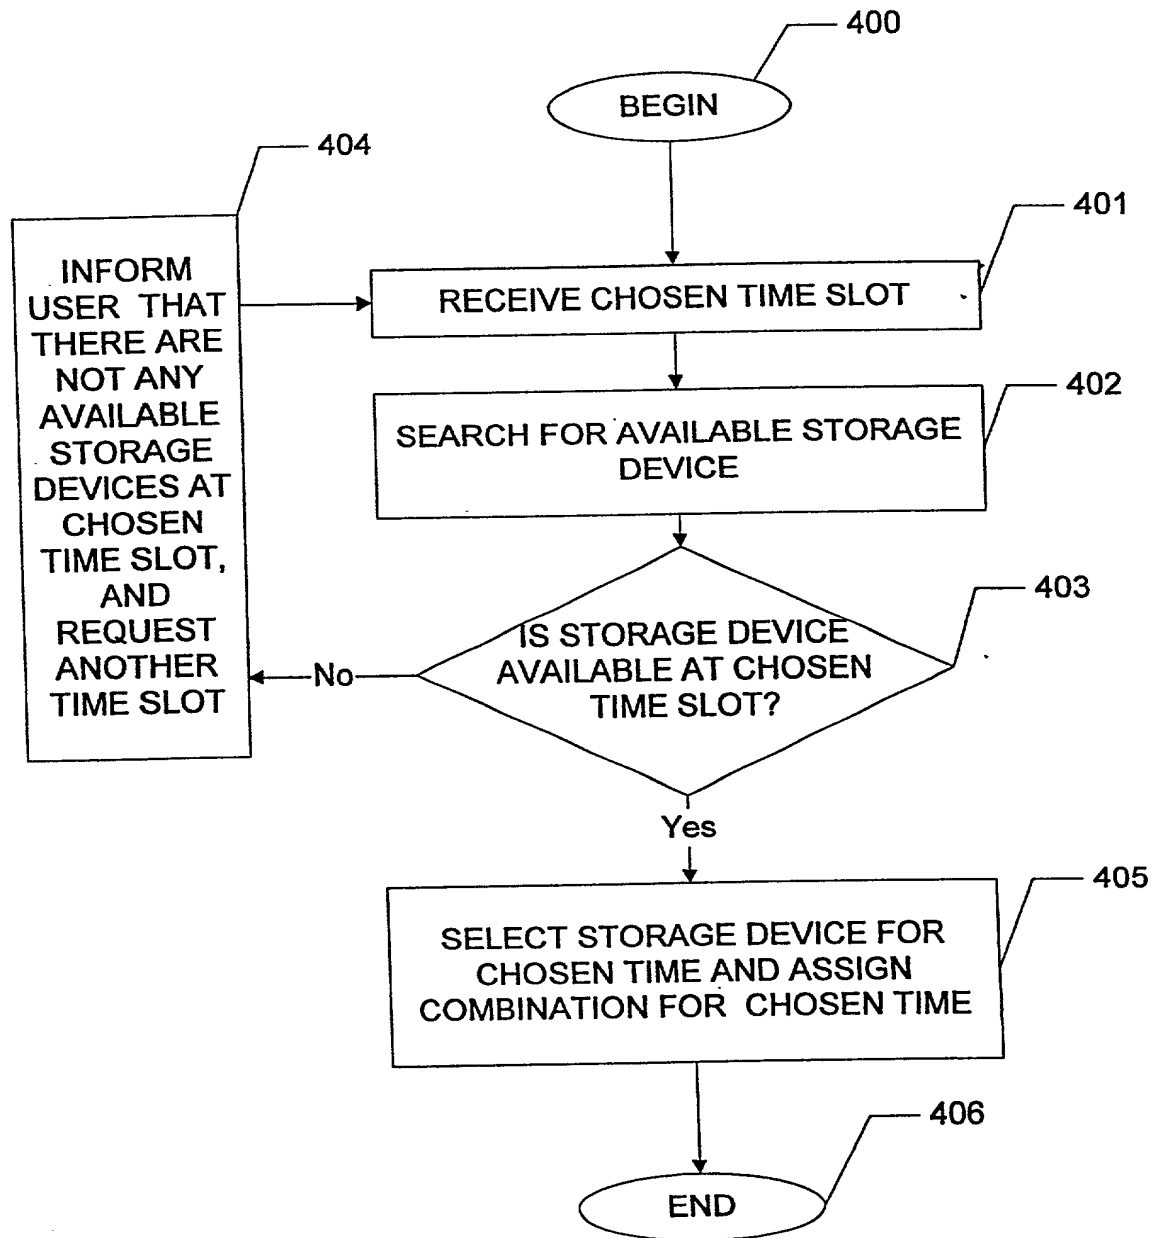 400
BEGIN
404
401
RECEIVE CHOSEN TIME SLOT
INFORM
USER THAT
THERE ARE
NOT ANY
AVAILABLE
STORAGE
DEVICES AT
CHOSEN
TIME SLOT,
AND
REQUEST
ANOTHER
TIME SLOT
402
SEARCH FOR AVAILABLE STORAGE
DEVICE
403
IS STORAGE DEVICE
AVAILABLE AT CHOSEN
TIME SLOT?
No
Yes
405
SELECT STORAGE DEVICE FOR
CHOSEN TIME AND ASSIGN
COMBINATION FOR CHOSEN TIME
406
END